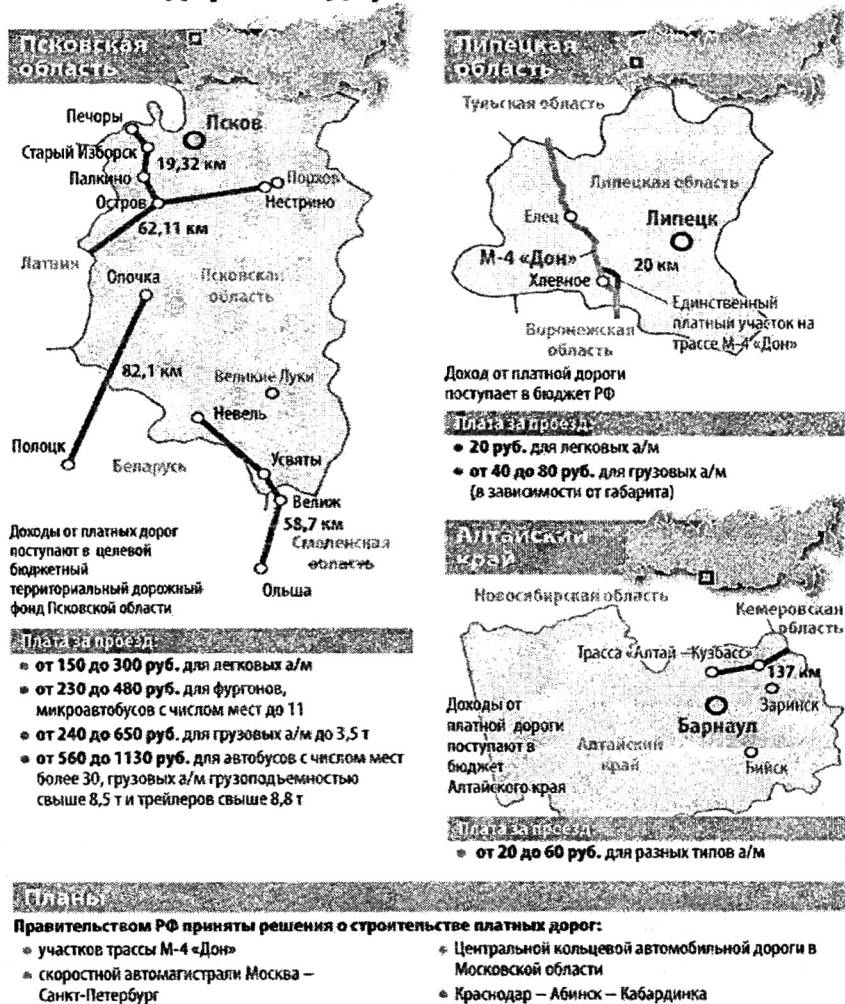 Псковская
область
Печоры
Псков
Старый Изборск
19,32 км
Палкино
Порхов
Остров
Нестрино
62,11 км
Латвия
Опочка
Псковская
область
82,1 км
Великие Луки
Невель
Полоцк
Беларусь
Усвяты
Велиж
58,7 км
Смоленская
область
Ольша
Доходы от платных дорог
поступают в целевой
бюджетный
территориальный дорожный
фонд Псковской области
Плата за проезд:
от 150 до 300 руб. для легковых а/м
от 230 до 480 руб. для фургонов,
микроавтобусов с числом мест до 11
от 240 до 650 руб. для грузовых а/м до 3,5 т
от 560 до 1130 руб. для автобусов с числом мест
более 30, грузовых а/м грузоподъемностью
свыше 8,5 т и трейлеров свыше 8,8 т
Липецкая
область
Тульская область
Липецкая область
Елец
Липецк
М-4 «Дон»
20 км
Хлевное
Единственный
платный участок на
трассе М-4 «Дон»
Воронежская
область
Доход от платной дороги
поступает в бюджет РФ
Плата за проезд:
20 руб. для легковых а/м
от 40 до 80 руб. для грузовых а/м
(в зависимости от габарита)
Алтайский
край
Новосибирская область
Кемеровская
область
Трасса «Алтай – Кузбасс»
137 км
Заринск
Барнаул
Доходы от
платной дороги
поступают в
бюджет
Алтайского края
Алтайский
край
Бийск
Плата за проезд:
от 20 до 60 руб. для разных типов а/м
Планы
Правительством РФ приняты решения о строительстве платных дорог:
участков трассы М-4 «Дон»
скоростной автомагистрали Москва –
Санкт-Петербург
Центральной кольцевой автомобильной дороги в
Московской области
Краснодар – Абинск – Кабардинка